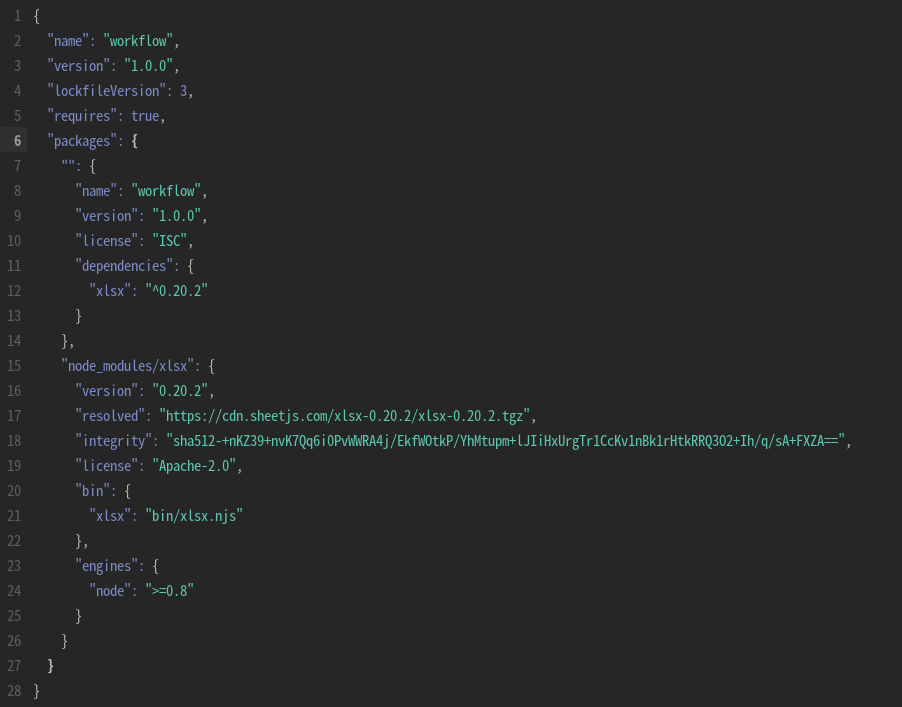 1 {
2 "name": "workflow",
3 "version": "1.0.0",
4 "lockfileVersion": 3,
5 "requires": true,
6 "packages": {
7 "": {
8 "name": "workflow",
9 "version": "1.0.0",
10 "license": "ISC",
11 "dependencies": {
12 "xlsx": "^0.20.2"
13 }
14 },
15 "node_modules/xlsx": {
16 "version": "0.20.2",
17 "resolved": "https://cdn.sheetjs.com/xlsx-0.20.2/xlsx-0.20.2.tgz",
18 "integrity": "sha512-+nKZ39+nvK7Qq6i0PvWWRA4j/EkfWOtkP/YhMtupm+lJIiHxUrgTr1CcKv1nBk1rHtkRRQ3O2+Ih/q/sA+FXZA==",
19 "license": "Apache-2.0",
20 "bin": {
21 "xlsx": "bin/xlsx.njs"
22 },
23 "engines": {
24 "node": ">=0.8"
25 }
26 }
27 }
28 }